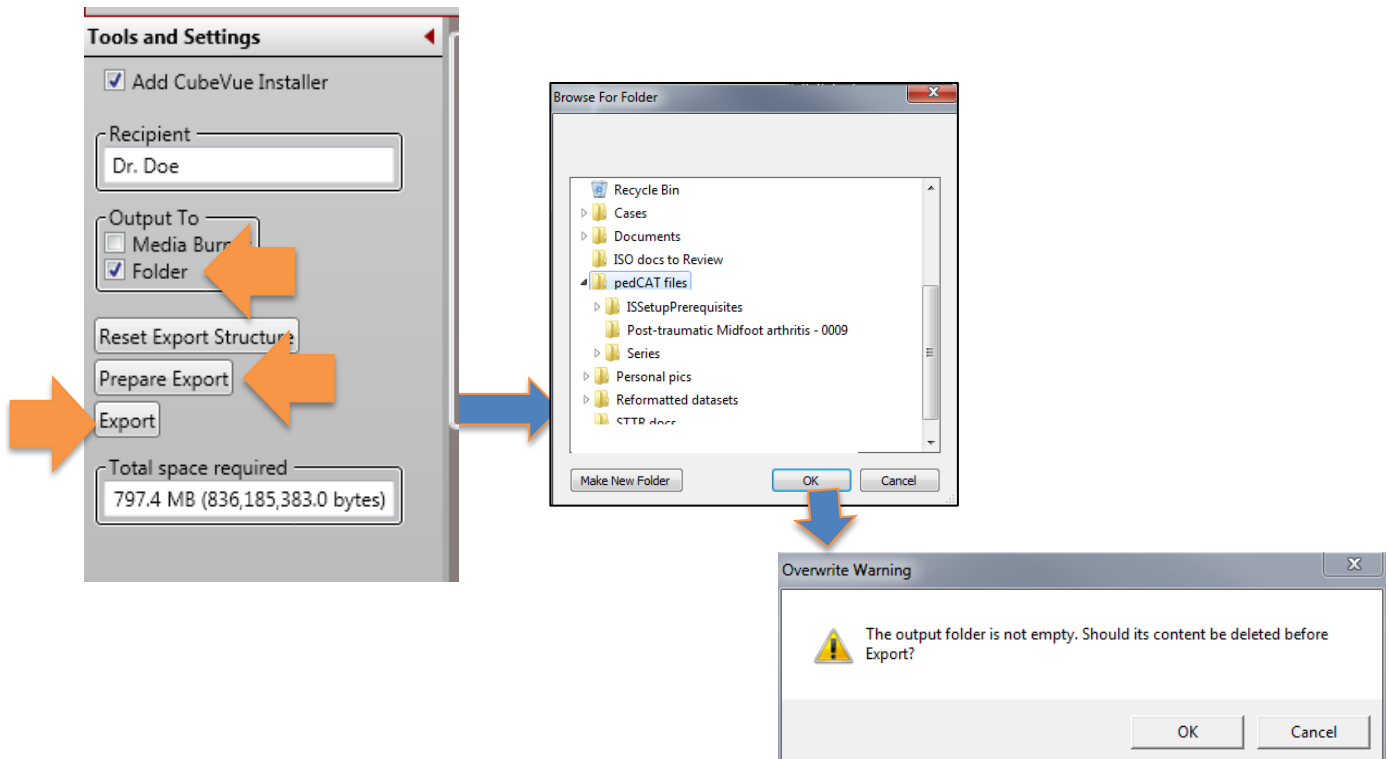 Tools and Settings
Add CubeVue Installer
Recipient
Dr. Doe
Output To
Media
Folder
Reset Export Structure
Prepare Export
Export
Total space required
797.4 MB (836,185,383.0 bytes)
Browse For Folder
X
Recycle Bin
Cases
Documents
ISO docs to Review
pedCAT files
ISSetupPrerequisites
Post-traumatic Midfoot arthritis - 0009
Series
Personal pics
Reformatted datasets
STTR docs
Make New Folder
OK
Cancel
Overwrite Warning
X
The output folder is not empty. Should its content be deleted before
Export?
OK
Cancel